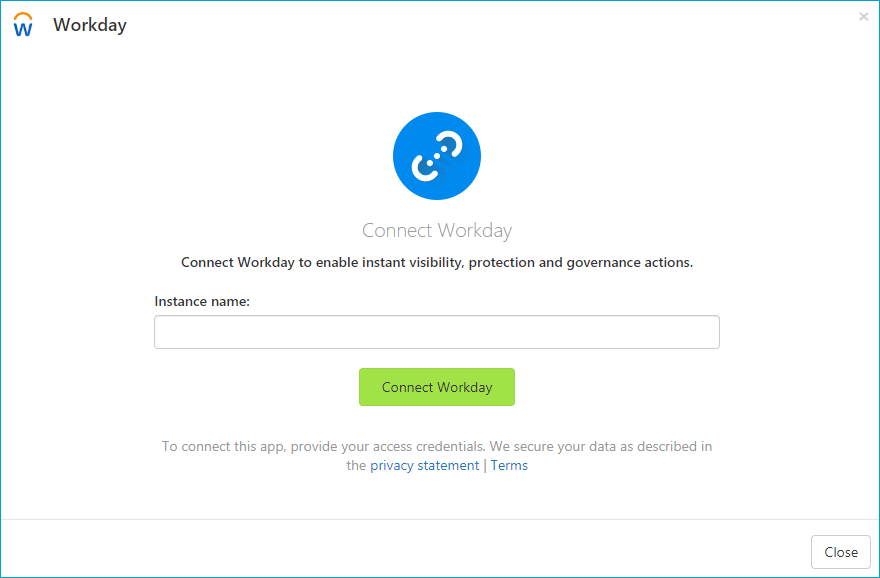 Workday
×
Connect Workday
Connect Workday to enable instant visibility, protection and governance actions.
Instance name:
Connect Workday
To connect this app, provide your access credentials. We secure your data as described in
the privacy statement | Terms
Close